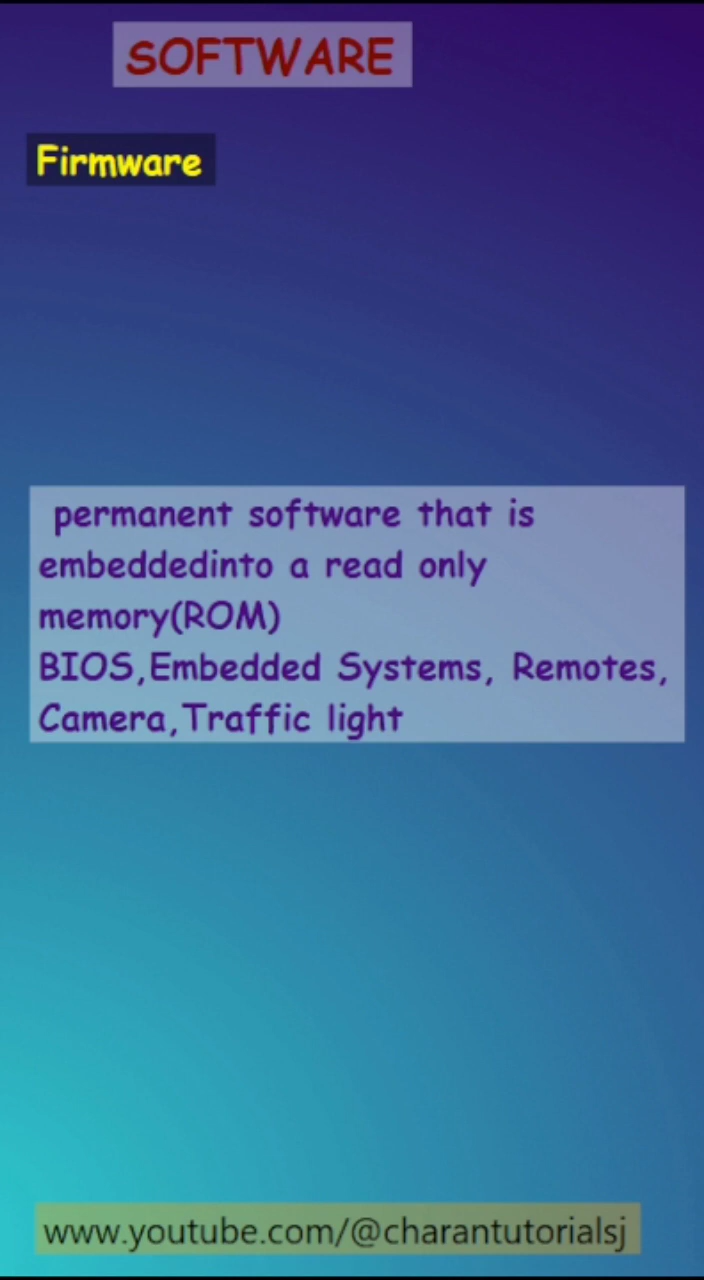 SOFTWARE
Firmware
permanent software that is
embeddedinto a read only
memory(ROM)
BIOS,Embedded Systems, Remotes,
Camera,Traffic light
www.youtube.com/@charantutorialsj